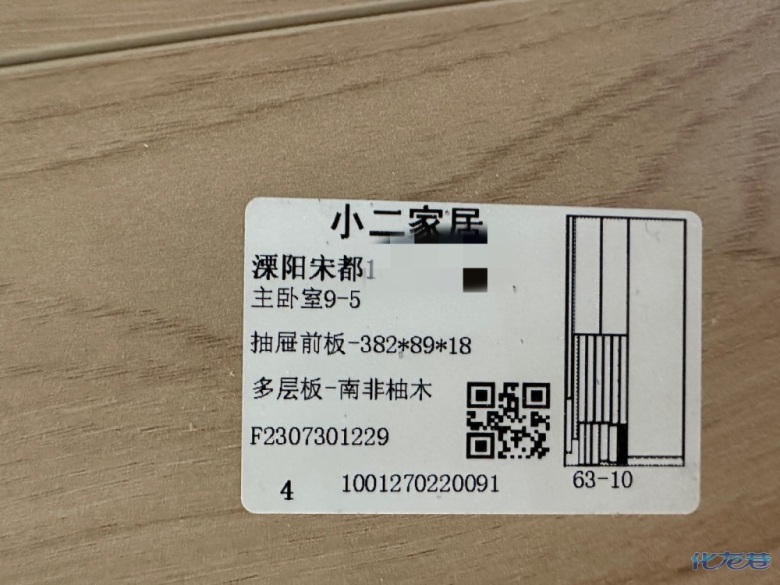 小二家居
溧阳宋都1
主卧室9-5
抽屉前板-382*89*18
多层板-南非柚木
F2307301229
4
1001270220091
63-10
化龙巷